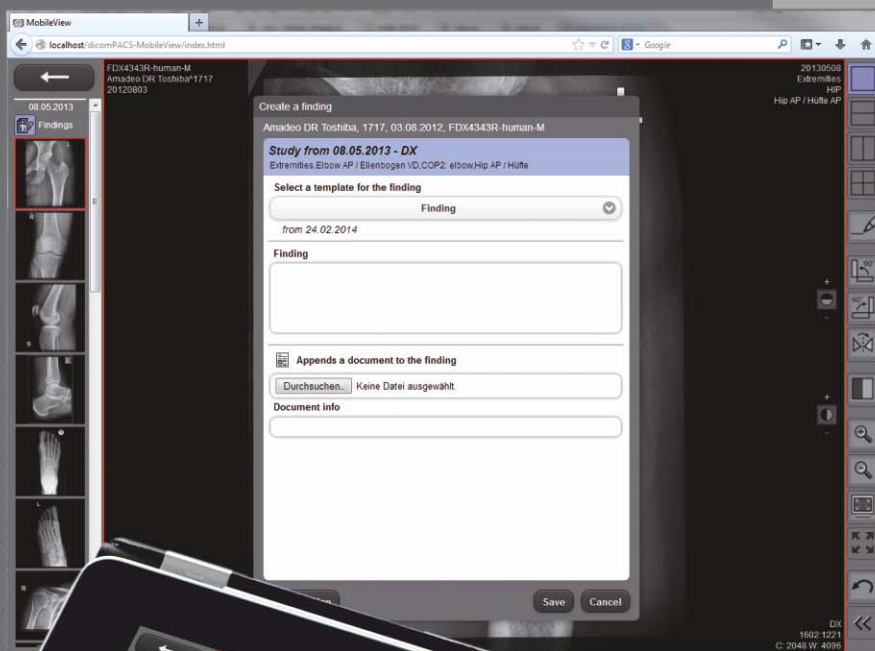 MobileView
localhost/dicomPACS-MobileView/index.html
Google
FDX4343R-human-M
Amadeo DR Toshiba*1717
20120803
20130508
Extremities
HIP
Hip AP / Hüfte AP
08.05.2013
Findings
Create a finding
Amadeo DR Toshiba, 1717, 03.08.2012, FDX4343R-human-M
Study from 08.05.2013 - DX
Extremities,Elbow AP / Ellenbogen VD,COP2: elbow,Hip AP / Hüfte
Select a template for the finding
Finding
from 24.02.2014
Finding
Appends a document to the finding
Durchsuchen.. Keine Datei ausgewählt.
Document info
Save Cancel
DX
1602:1221
C: 2048 W: 4096